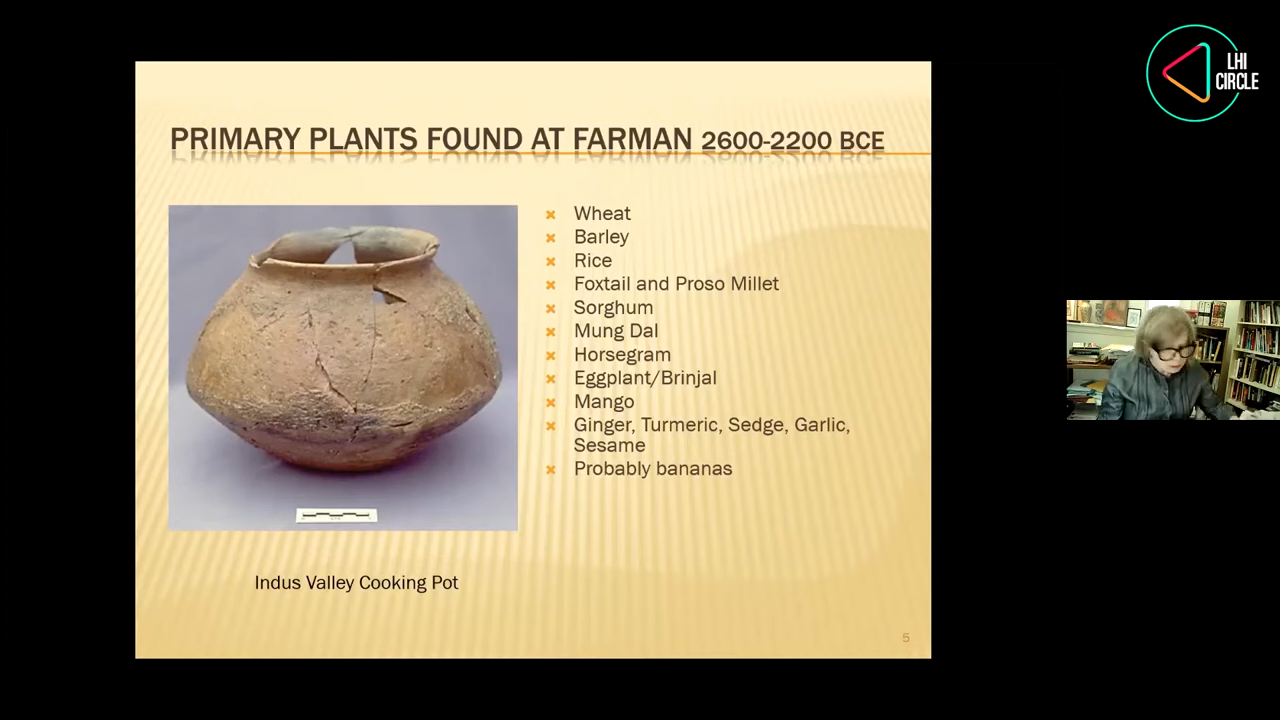 LHI
CIRCLE
PRIMARY PLANTS FOUND AT FARMAN 2600-2200 BCE
Wheat
Barley
Rice
Foxtail and Proso Millet
Sorghum
Mung Dal
Horsegram
Eggplant/Brinjal
Mango
Ginger, Turmeric, Sedge, Garlic,
Sesame
Probably bananas
Indus Valley Cooking Pot
5